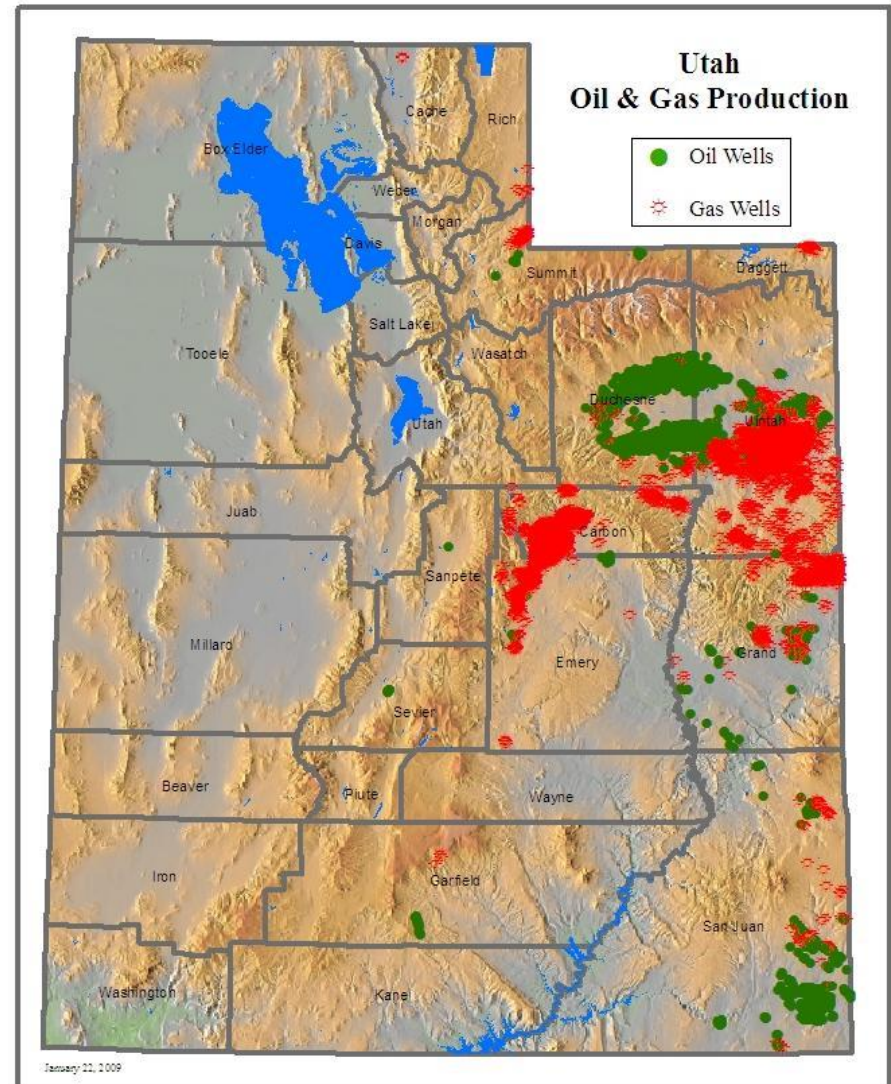 Utah
Oil & Gas Production
Oil Wells
Gas Wells
Cache
Rich
Box Elder
Weber
Morgan
Davis
Summit
Daggett
Salt Lake
Tooele
Wasatch
Duchesne
Uintah
Utah
Juab
Carbon
Sanpete
Millard
Emery
Grand
Sevier
Beaver
Piute
Wayne
Iron
Garfield
San Juan
Washington
Kane
January 22, 2009